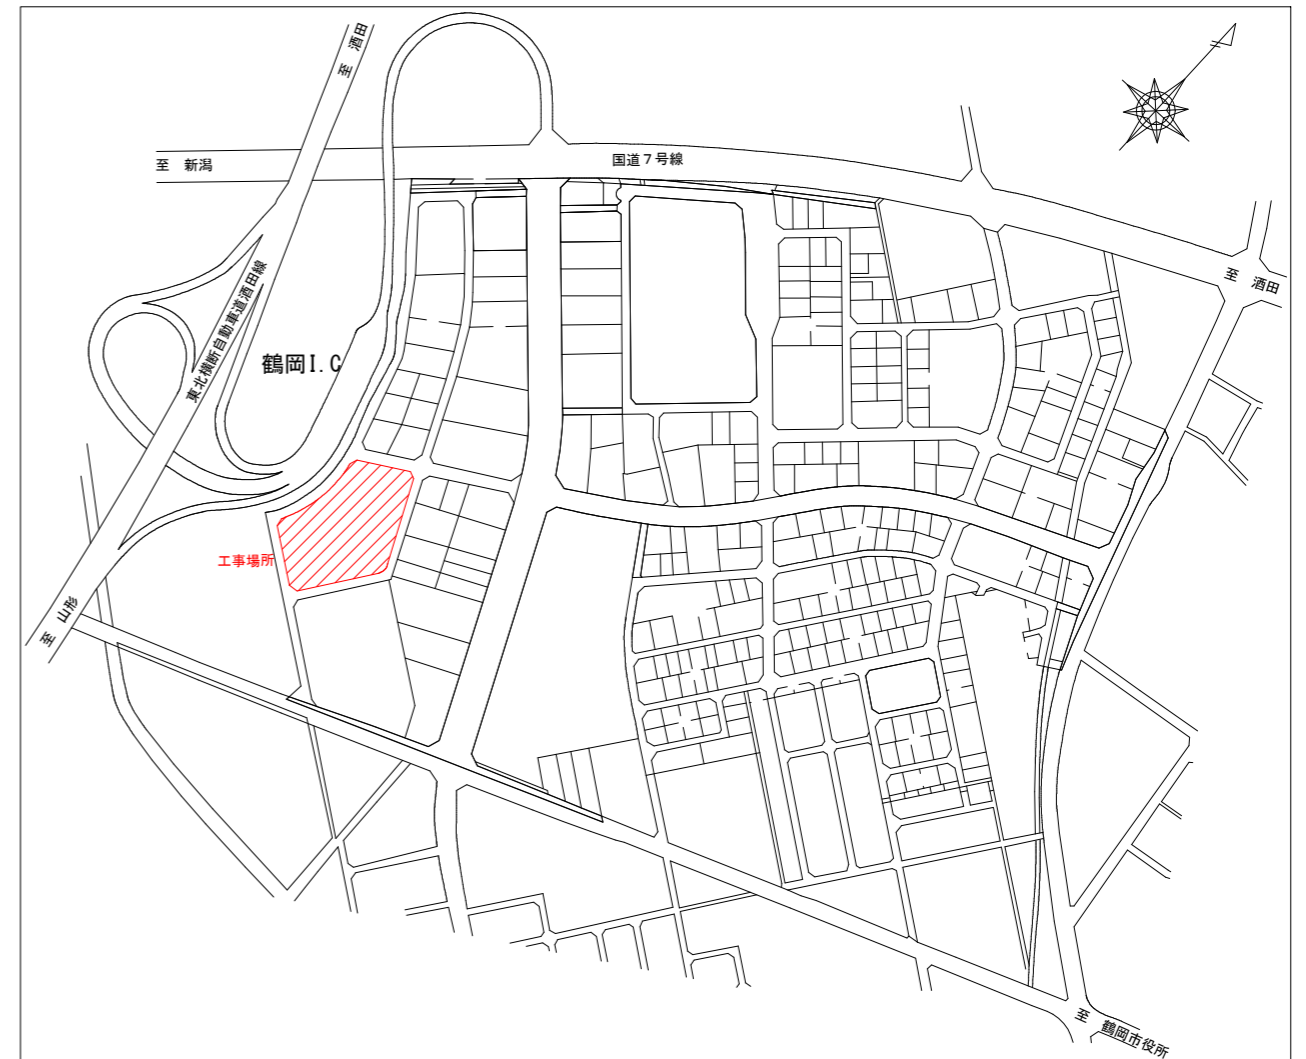 至 酒田
至 新潟
国道７号線
至 酒田
東北横断自動車道酒田線
鶴岡I.C
工事場所
至 山形
至 鶴岡市役所